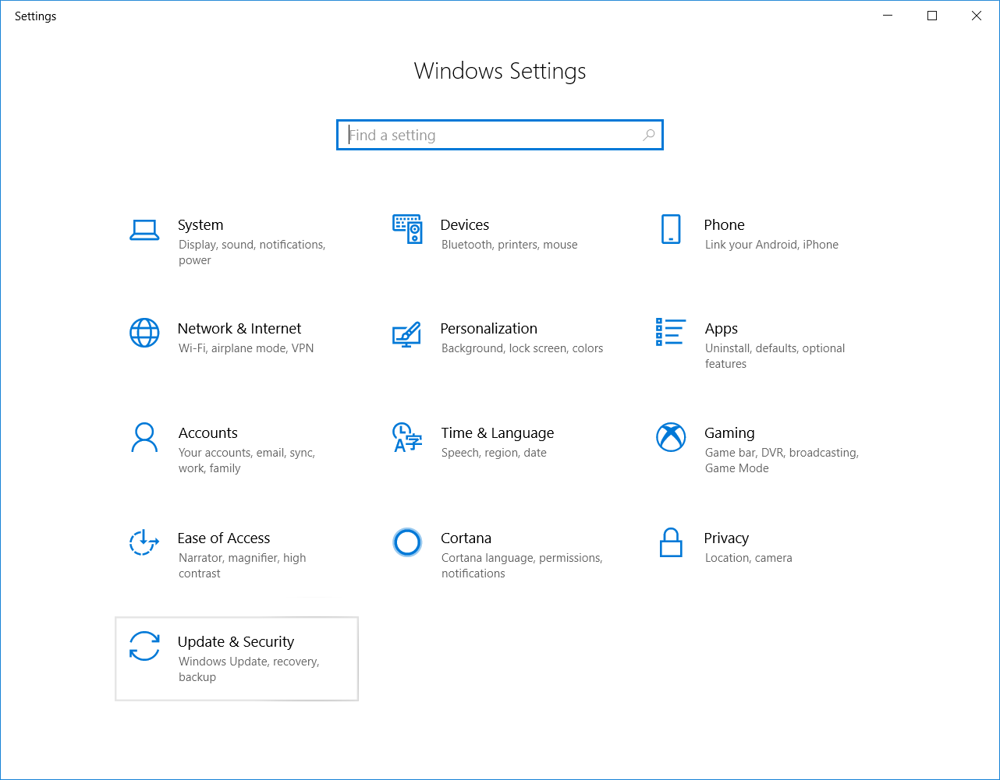 Settings
Windows Settings
Find a setting
System
Display, sound, notifications,
power
Devices
Bluetooth, printers, mouse
Phone
Link your Android, iPhone
Network & Internet
Wi-Fi, airplane mode, VPN
Personalization
Background, lock screen, colors
Apps
Uninstall, defaults, optional
features
Accounts
Your accounts, email, sync,
work, family
Time & Language
Speech, region, date
Gaming
Game bar, DVR, broadcasting,
Game Mode
Ease of Access
Narrator, magnifier, high
contrast
Cortana
Cortana language, permissions,
notifications
Privacy
Location, camera
Update & Security
Windows Update, recovery,
backup